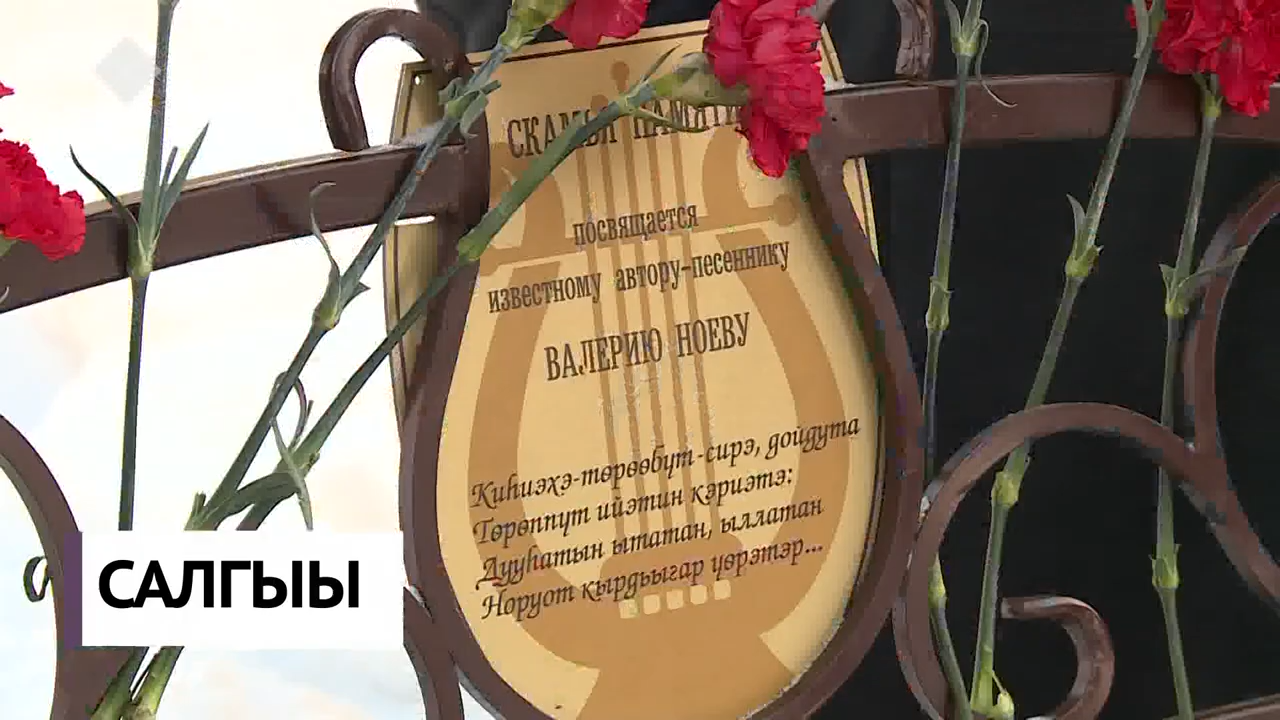 СКАМЬЯ ПАМЯТИ
посвящается
известному автору-песеннику
ВАЛЕРИЮ НОЕВУ
Киһиэхэ-төрөөбүт-сирэ, дойдута
Төрөппүт ийэтин кэриэтэ:
Дууһатын ытатан, ыллатан
Норуот кырдьыгар үөрэтэр...
САЛГЫЫ